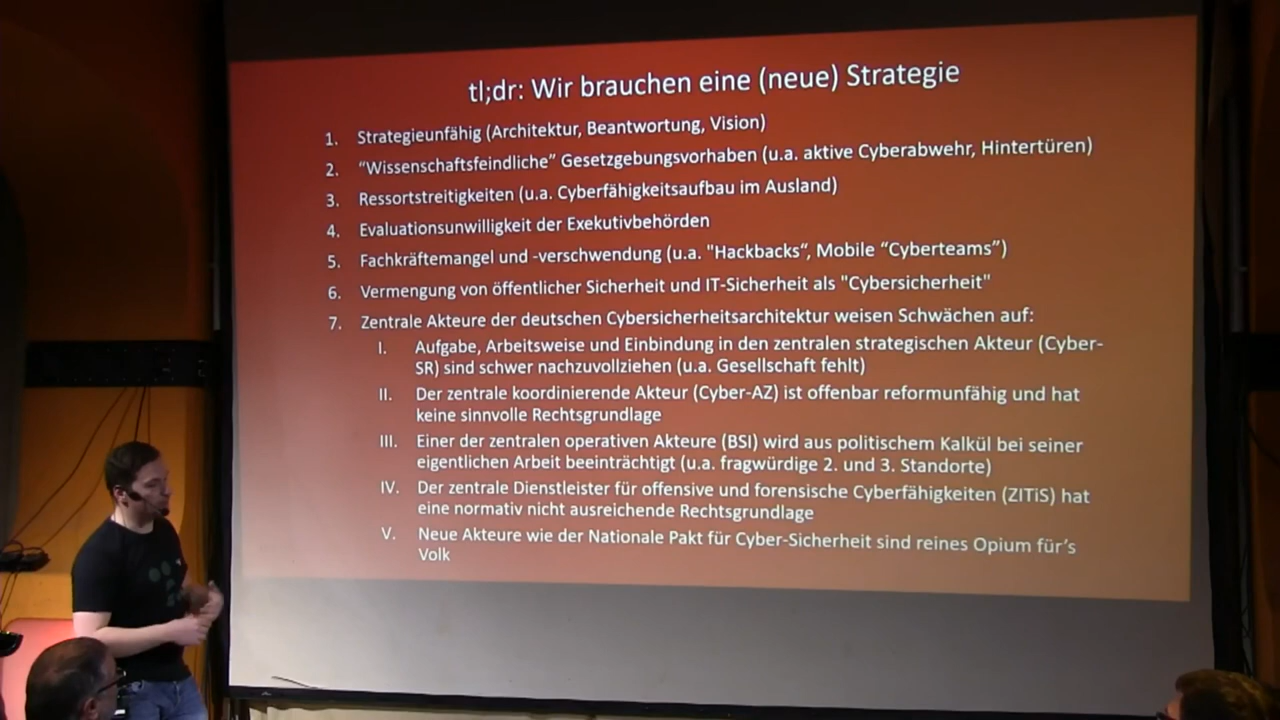 tl;dr: Wir brauchen eine (neue) Strategie
1. Strategieunfähig (Architektur, Beantwortung, Vision)
2. “Wissenschaftsfeindliche” Gesetzgebungsvorhaben (u.a. aktive Cyberabwehr, Hintertüren)
3. Ressortstreitigkeiten (u.a. Cyberfähigkeitsaufbau im Ausland)
4. Evaluationsunwilligkeit der Exekutivbehörden
5. Fachkräftemangel und -verschwendung (u.a. "Hackbacks“, Mobile “Cyberteams”)
6. Vermengung von öffentlicher Sicherheit und IT-Sicherheit als "Cybersicherheit"
7. Zentrale Akteure der deutschen Cybersicherheitsarchitektur weisen Schwächen auf:
I. Aufgabe, Arbeitsweise und Einbindung in den zentralen strategischen Akteur (Cyber-
SR) sind schwer nachzuvollziehen (u.a. Gesellschaft fehlt)
II. Der zentrale koordinierende Akteur (Cyber-AZ) ist offenbar reformunfähig und hat
keine sinnvolle Rechtsgrundlage
III. Einer der zentralen operativen Akteure (BSI) wird aus politischem Kalkül bei seiner
eigentlichen Arbeit beeinträchtigt (u.a. fragwürdige 2. und 3. Standorte)
IV. Der zentrale Dienstleister für offensive und forensische Cyberfähigkeiten (ZITiS) hat
eine normativ nicht ausreichende Rechtsgrundlage
V. Neue Akteure wie der Nationale Pakt für Cyber-Sicherheit sind reines Opium für’s
Volk